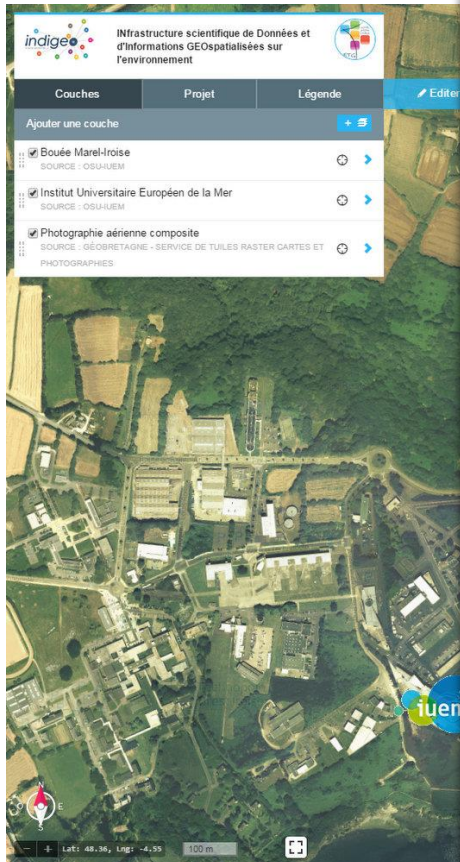 indigeo
INfrastructure scientifique de Données et
d'Informations GEOspatialisées sur
l'environnement
Couches
Projet
Légende
Editer
Ajouter une couche
+
Bouée Marel-Iroise
SOURCE : OSU-IUEM
Institut Universitaire Européen de la Mer
SOURCE : OSU-IUEM
Photographie aérienne composite
SOURCE : GÉOBRETAGNE - SERVICE DE TUILES RASTER CARTES ET
PHOTOGRAPHIES
iuem
N
O E
S
- + Lat: 48.36, Lng: -4.55 100 m